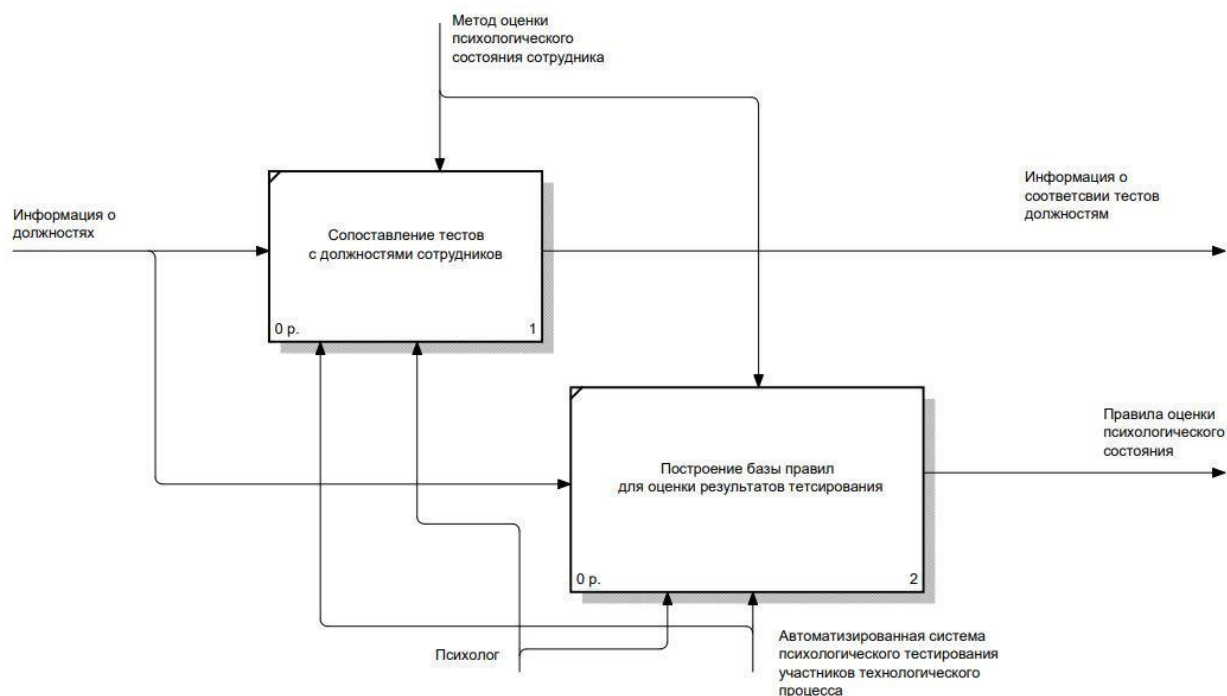 Метод оценки
психологического
состояния сотрудника
Информация о
должностях
Сопоставление тестов
с должностями сотрудников
0 р.
1
Информация о
соответсвии тестов
должностям
Построение базы правил
для оценки результатов тетсирования
0 р.
2
Правила оценки
психологического
состояния
Психолог
Автоматизированная система
психологического тестирования
участников технологического
процесса